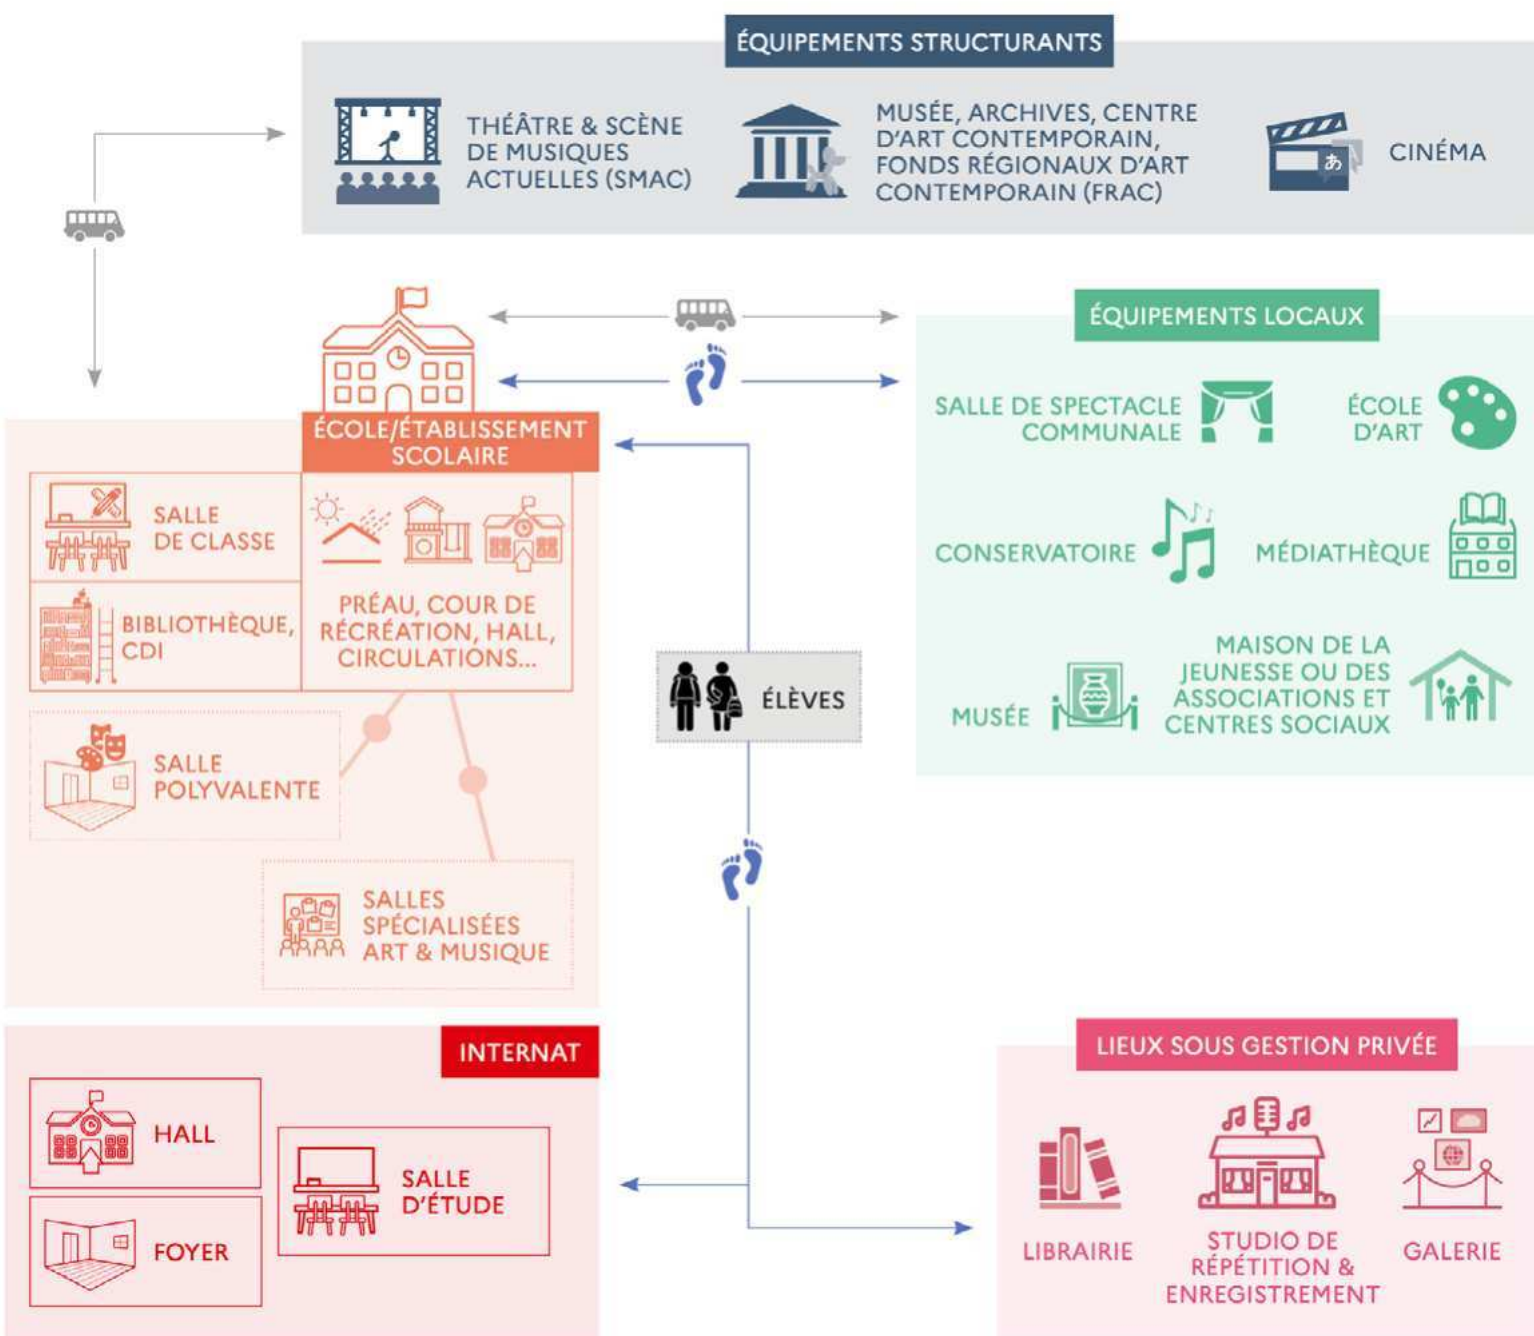 ÉQUIPEMENTS STRUCTURANTS
THÉÂTRE & SCÈNE
DE MUSIQUES
ACTUELLES (SMAC)
MUSÉE, ARCHIVES, CENTRE
D'ART CONTEMPORAIN,
FONDS RÉGIONAUX D'ART
CONTEMPORAIN (FRAC)
あ
CINÉMA
ÉQUIPEMENTS LOCAUX
SALLE DE SPECTACLE
COMMUNALE
ÉCOLE
D'ART
CONSERVATOIRE
MÉDIATHÈQUE
MUSÉE
MAISON DE LA
JEUNESSE OU DES
ASSOCIATIONS ET
CENTRES SOCIAUX
ÉCOLE/ÉTABLISSEMENT
SCOLAIRE
SALLE
DE CLASSE
BIBLIOTHÈQUE,
CDI
PRÉAU, COUR DE
RÉCRÉATION, HALL,
CIRCULATIONS...
SALLE
POLYVALENTE
SALLES
SPÉCIALISÉES
ART & MUSIQUE
ÉLÈVES
INTERNAT
HALL
FOYER
SALLE
D'ÉTUDE
LIEUX SOUS GESTION PRIVÉE
LIBRAIRIE
STUDIO DE
RÉPÉTITION &
ENREGISTREMENT
GALERIE